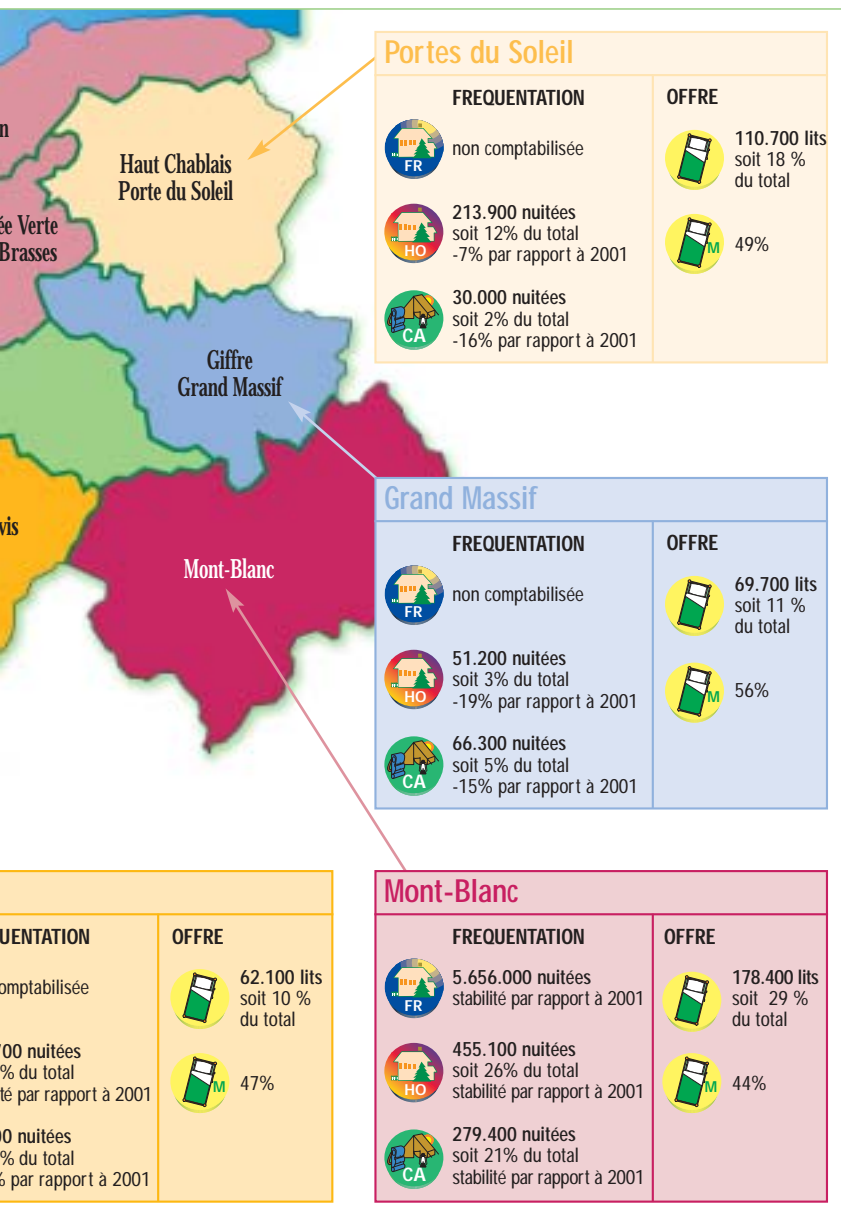 n
Haut Chablais
Porte du Soleil
ée Verte
Brasses
Giffre
Grand Massif
vis
Mont-Blanc
Portes du Soleil
FREQUENTATION
OFFRE
FR
non comptabilisée
HO
213.900 nuitées
soit 12% du total
-7% par rapport à 2001
CA
30.000 nuitées
soit 2% du total
-16% par rapport à 2001
110.700 lits
soit 18 %
du total
M
49%
Grand Massif
FREQUENTATION
OFFRE
FR
non comptabilisée
HO
51.200 nuitées
soit 3% du total
-19% par rapport à 2001
CA
66.300 nuitées
soit 5% du total
-15% par rapport à 2001
69.700 lits
soit 11 %
du total
M
56%
UENTATION
OFFRE
omptabilisée
700 nuitées
% du total
té par rapport à 2001
00 nuitées
% du total
% par rapport à 2001
62.100 lits
soit 10 %
du total
M
47%
Mont-Blanc
FREQUENTATION
OFFRE
FR
5.656.000 nuitées
stabilité par rapport à 2001
HO
455.100 nuitées
soit 26% du total
stabilité par rapport à 2001
CA
279.400 nuitées
soit 21% du total
stabilité par rapport à 2001
178.400 lits
soit 29 %
du total
M
44%